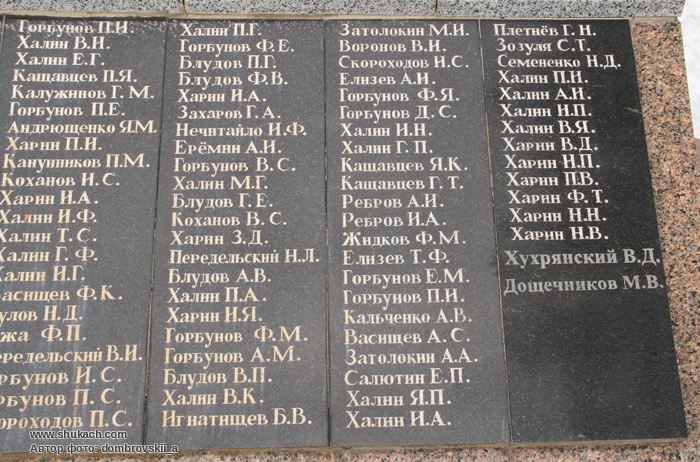 Горбунов П.И.
Халин В.И.
Халин Е.Г.
Кащавцев П.Я.
Калужинов Г.М.
Горбунов П.Е.
Андрющенко Я.М.
Харин П.И.
Канунников П.М.
Коханов И.С.
Харин И.А.
Халин И.Ф.
Халин Т.С.
Халин Г.Ф.
Халин И.Г.
Васищев Ф.К.
Н.Д.
Ф.П.
Передельский В.И.
Горбунов И.С.
Горбунов П.С.
Скороходов П.С.
Халин П.Г.
Горбунов Ф.Е.
Блудов П.Г.
Блудов Ф.В.
Харин И.А.
Захаров Г.А.
Нечитайло И.Ф.
Ерёмин А.И.
Горбунов В.С.
Халин М.Г.
Блудов Г.Е.
Коханов В.С.
Харин З.Д.
Передельский Н.Л.
Блудов А.В.
Халин П.А.
Харин И.Я.
Горбунов Ф.М.
Горбунов А.М.
Блудов В.П.
Халин В.К.
Игнатищев Б.В.
Затолокин М.И.
Воронов В.И.
Скороходов И.С.
Елизев А.И.
Горбунов Ф.Я.
Горбунов Д.С.
Халин И.Н.
Халин Г.П.
Кащавцев Я.К.
Кащавцев Г.Т.
Ребров А.И.
Ребров И.А.
Жидков Ф.М.
Елизев Т.Ф.
Горбунов Е.М.
Горбунов П.И.
Кальченко А.В.
Васищев А.С.
Затолокин А.А.
Салютин Е.П.
Халин Я.П.
Халин И.А.
Плетнёв Г.Н.
Зозуля С.Т.
Семененко Н.Д.
Халин П.И.
Халин А.И.
Халин И.П.
Халин В.Я.
Харин В.Д.
Харин И.П.
Харин П.В.
Харин Ф.Т.
Харин Н.Н.
Харин Н.В.
Хухрянский В.Д.
Дощечников М.В.
www.shukach.com
Автор фото: dombrovskii_a